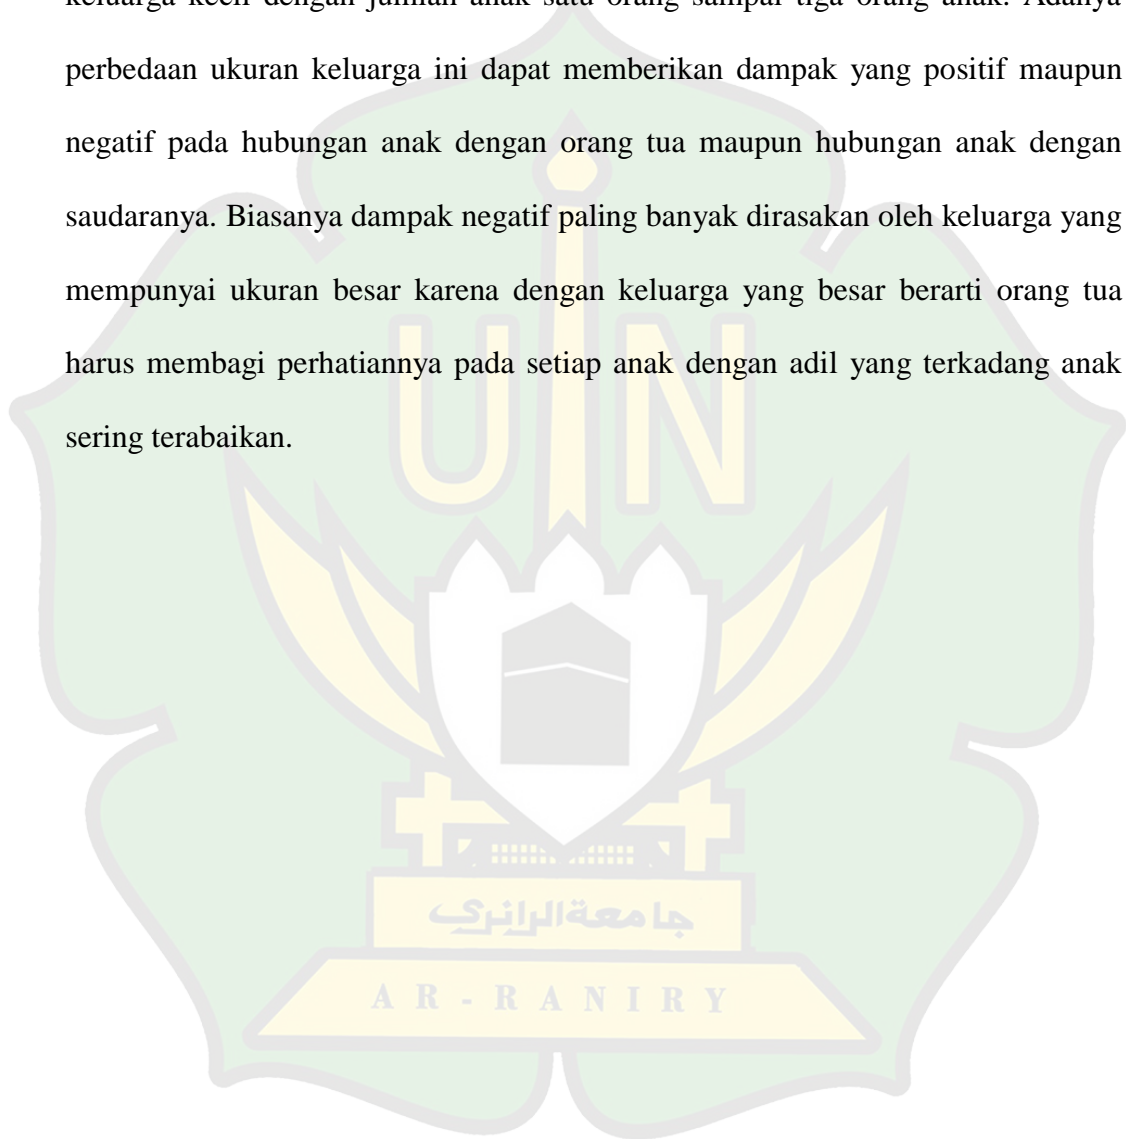 keluarga kecil dengan jumlah anak satu orang sampai tiga orang anak. Adanya
perbedaan ukuran keluarga ini dapat memberikan dampak yang positif maupun
negatif pada hubungan anak dengan orang tua maupun hubungan anak dengan
saudaranya. Biasanya dampak negatif paling banyak dirasakan oleh keluarga yang
mempunyai ukuran besar karena dengan keluarga yang besar berarti orang tua
harus membagi perhatiannya pada setiap anak dengan adil yang terkadang anak
sering terabaikan.
UIN
جامعة الرانري
AR-RANIRY